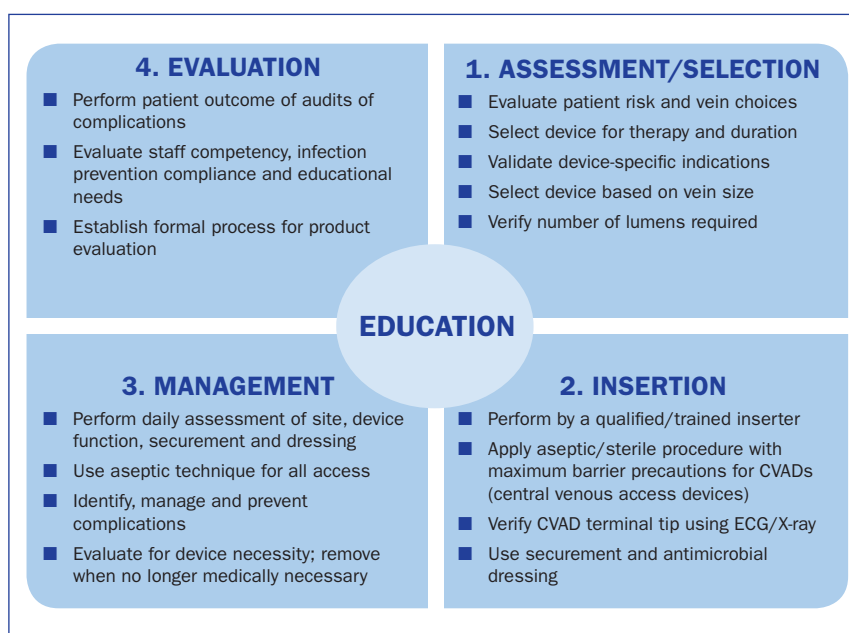 4. EVALUATION
■ Perform patient outcome of audits of
complications
■ Evaluate staff competency, infection
prevention compliance and educational
needs
■ Establish formal process for product
evaluation
1. ASSESSMENT/SELECTION
■ Evaluate patient risk and vein choices
■ Select device for therapy and duration
■ Validate device-specific indications
■ Select device based on vein size
■ Verify number of lumens required
EDUCATION
3. MANAGEMENT
■ Perform daily assessment of site, device
function, securement and dressing
■ Use aseptic technique for all access
■ Identify, manage and prevent
complications
■ Evaluate for device necessity; remove
when no longer medically necessary
2. INSERTION
■ Perform by a qualified/trained inserter
■ Apply aseptic/sterile procedure with
maximum barrier precautions for CVADs
(central venous access devices)
■ Verify CVAD terminal tip using ECG/X-ray
■ Use securement and antimicrobial
dressing